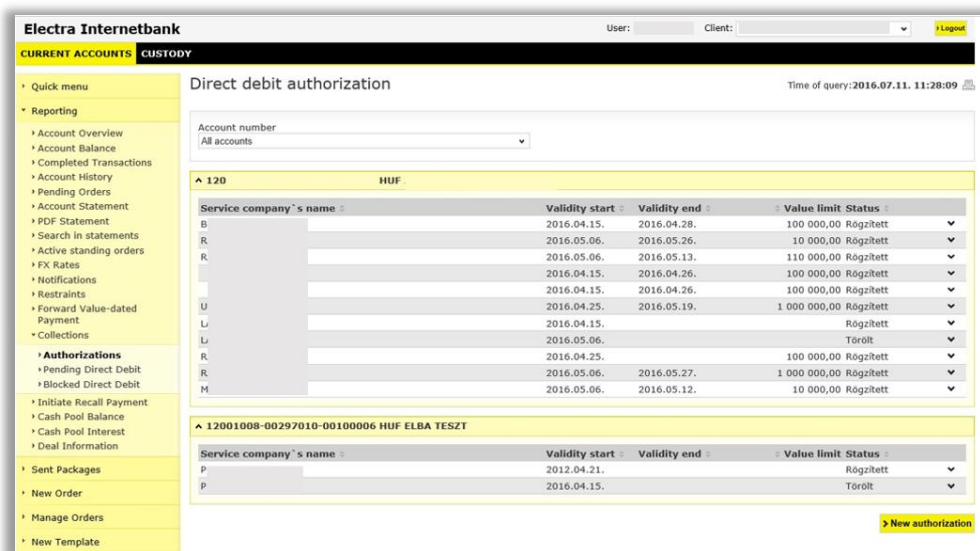 Electra Internetbank User: Client: Logout
CURRENT ACCOUNTS CUSTODY
Quick menu
Reporting
Account Overview
Account Balance
Completed Transactions
Account History
Pending Orders
Account Statement
PDF Statement
Search in statements
Active standing orders
FX Rates
Notifications
Restraints
Forward Value-dated
Payment
Collections
Authorizations
Pending Direct Debit
Blocked Direct Debit
Initiate Recall Payment
Cash Pool Balance
Cash Pool Interest
Deal Information
Sent Packages
New Order
Manage Orders
New Template
Direct debit authorization Time of query:2016.07.11. 11:28:09
Account number
All accounts
120 HUF
Service company`s name Validity start Validity end Value limit Status
B 2016.04.15. 2016.04.28. 100 000,00 Rögzített
R 2016.05.06. 2016.05.26. 10 000,00 Rögzített
R 2016.05.06. 2016.05.13. 110 000,00 Rögzített
2016.04.15. 2016.04.26. 100 000,00 Rögzített
2016.04.15. 2016.04.26. 100 000,00 Rögzített
U 2016.04.25. 2016.05.19. 1 000 000,00 Rögzített
L 2016.04.15. Rögzített
L 2016.05.06. Törölt
R 2016.04.25. 100 000,00 Rögzített
R 2016.05.06. 2016.05.27. 1 000 000,00 Rögzített
M 2016.05.06. 2016.05.12. 10 000,00 Rögzített
12001008-00297010-00100006 HUF ELBA TESZT
Service company`s name Validity start Validity end Value limit Status
P 2012.04.21. Rögzített
P 2016.04.15. Törölt
New authorization